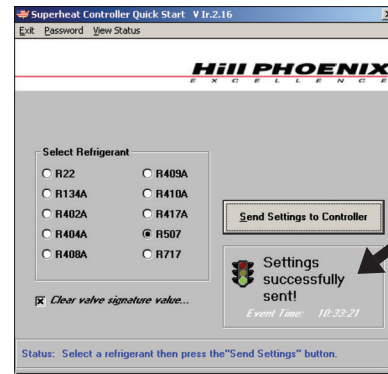 Superheat Controller Quick Start V Ir.2.16
Exit Password View Status
Hill PHOENIX
E X C E L L E N C E
Select Refrigerant
R22 R409A
R134A R410A
R402A R417A
R404A R507
R408A R717
Send Settings to Controller
Settings
successfully
sent!
Event Time: 10:33:21
Clear valve signature value...
Status: Select a refrigerant then press the"Send Settings" button.